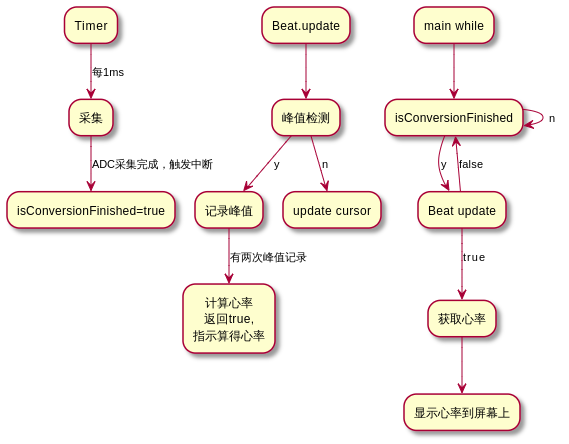 Timer
每1ms
采集
ADC采集完成，触发中断
isConversionFinished=true
Beat.update
峰值检测
y
n
记录峰值
update cursor
有两次峰值记录
计算心率
返回true,
指示算得心率
main while
isConversionFinished
n
y
false
Beat update
true
获取心率
显示心率到屏幕上